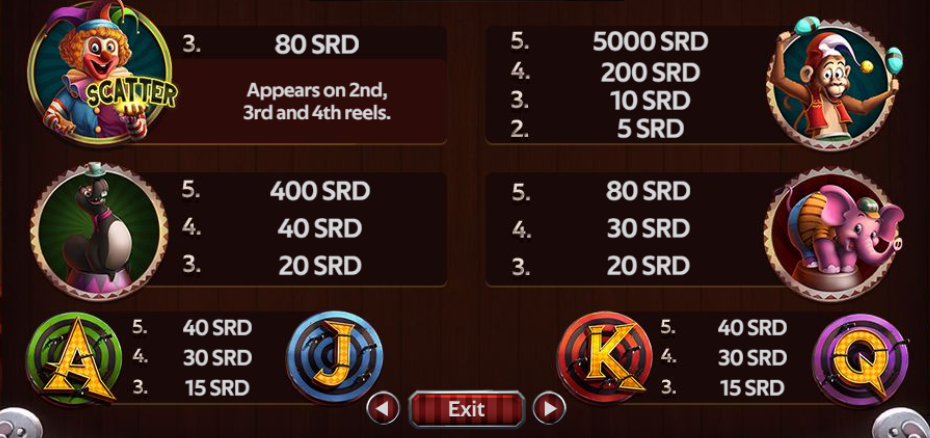 SCATTER
3. 80 SRD
Appears on 2nd,
3rd and 4th reels.
5. 5000 SRD
4. 200 SRD
3. 10 SRD
2. 5 SRD
5. 400 SRD
4. 40 SRD
3. 20 SRD
5. 80 SRD
4. 30 SRD
3. 20 SRD
A
5. 40 SRD
4. 30 SRD
3. 15 SRD
J
K
5. 40 SRD
4. 30 SRD
3. 15 SRD
Q
Exit